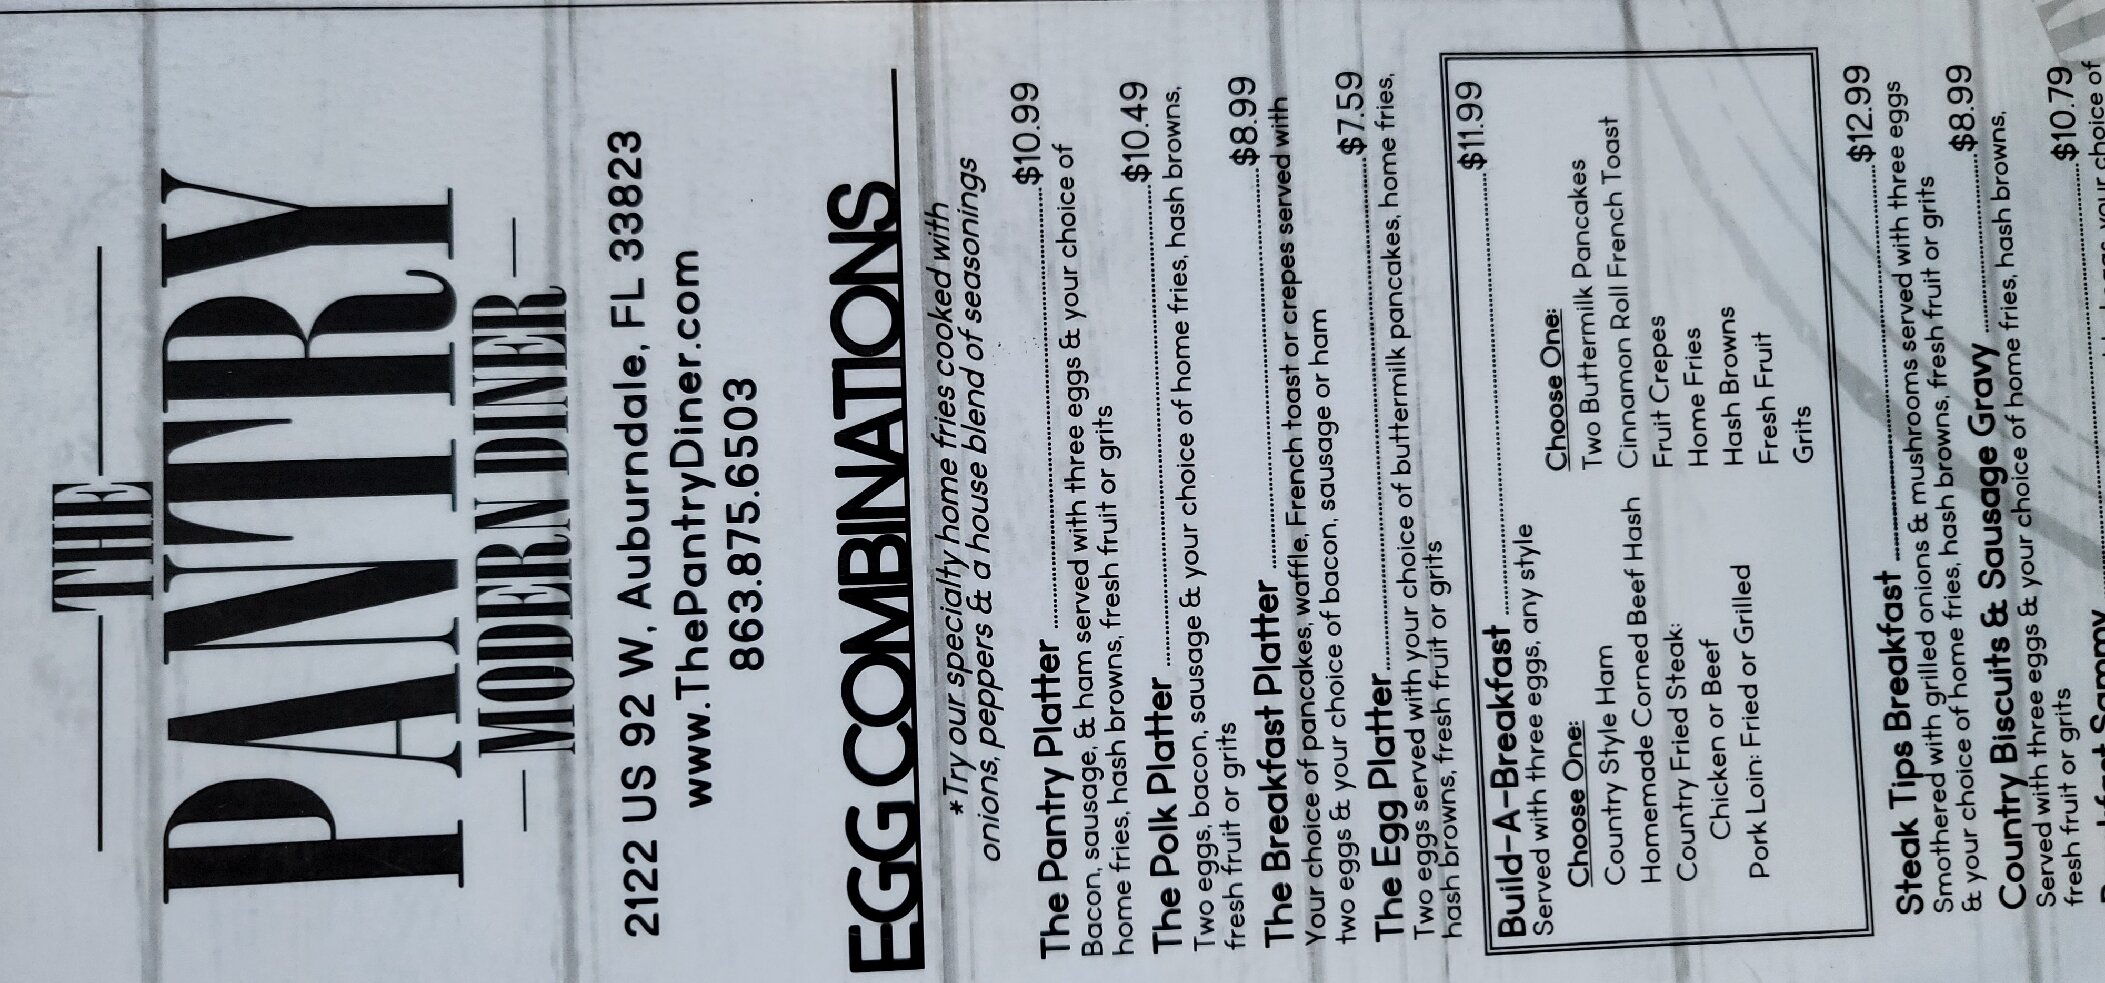 THE
PANTRY
MODERN DINER
2122 US 92 W, Auburndale, FL 33823
www.ThePantryDiner.com
863.875.6503
EGG COMBINATIONS
*Try our specialty home fries cooked with
onions, peppers & a house blend of seasonings
The Pantry Platter $10.99
Bacon, sausage, & ham served with three eggs & your choice of
home fries, hash browns, fresh fruit or grits
The Polk Platter $10.49
Two eggs, bacon, sausage & your choice of home fries, hash browns,
fresh fruit or grits
The Breakfast Platter $8.99
Your choice of pancakes, waffle, French toast or crepes served with
two eggs & your choice of bacon, sausage or ham
The Egg Platter $7.59
Two eggs served with your choice of buttermilk pancakes, home fries,
hash browns, fresh fruit or grits
Build-A-Breakfast $11.99
Served with three eggs, any style
Choose One:
Country Style Ham
Homemade Corned Beef Hash
Country Fried Steak:
Chicken or Beef
Pork Loin: Fried or Grilled
Choose One:
Two Buttermilk Pancakes
Cinnamon Roll French Toast
Fruit Crepes
Home Fries
Hash Browns
Fresh Fruit
Grits
Steak Tips Breakfast $12.99
Smothered with grilled onions & mushrooms served with three eggs
& your choice of home fries, hash browns, fresh fruit or grits
Country Biscuits & Sausage Gravy $8.99
Served with three eggs & your choice of home fries, hash browns,
fresh fruit or grits
$10.79
your choice of